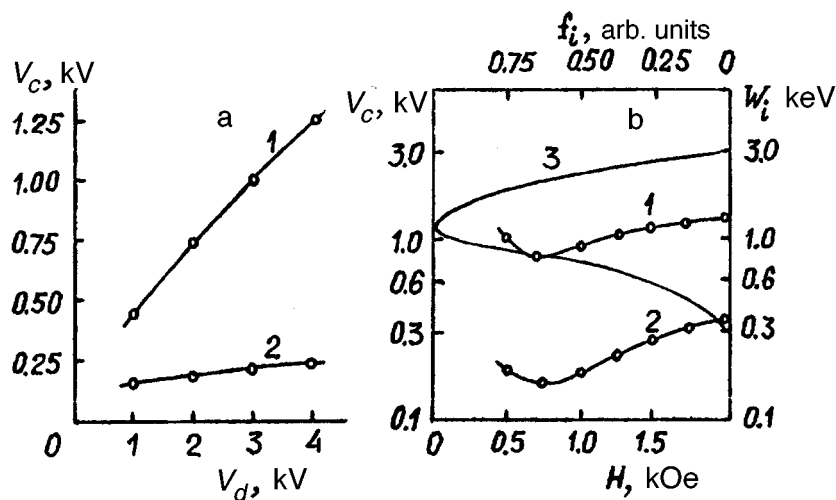 f_i, arb. units
0.75 0.50 0.25 0
V_c, kV
a
1.25
1.00
0.75
0.50
0.25
0
1
2
1 2 3 4
V_d, kV
V_c, kV
b
W_i keV
3.0
1.0
0.6
0.3
0.1
3
1
2
3.0
1.0
0.6
0.3
0.1
0 0.5 1.0 1.5
H, kOe